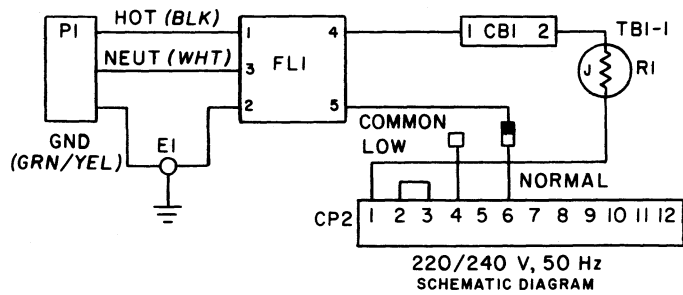 P1
HOT (BLK)
NEUT (WHT)
GND
(GRN/YEL)
E1
1
3
2
FL1
4
5
1 CB1 2
TB1-1
J
R1
COMMON
LOW
NORMAL
CP2
1 2 3 4 5 6 7 8 9 10 11 12
220/240 V, 50 Hz
SCHEMATIC DIAGRAM